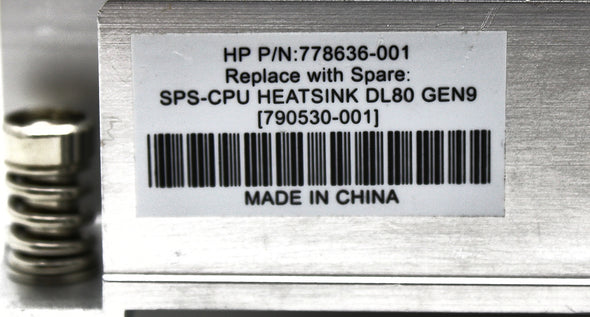 HP P/N:778636-001
Replace with Spare:
SPS-CPU HEATSINK DL80 GEN9
[790530-001]
MADE IN CHINA